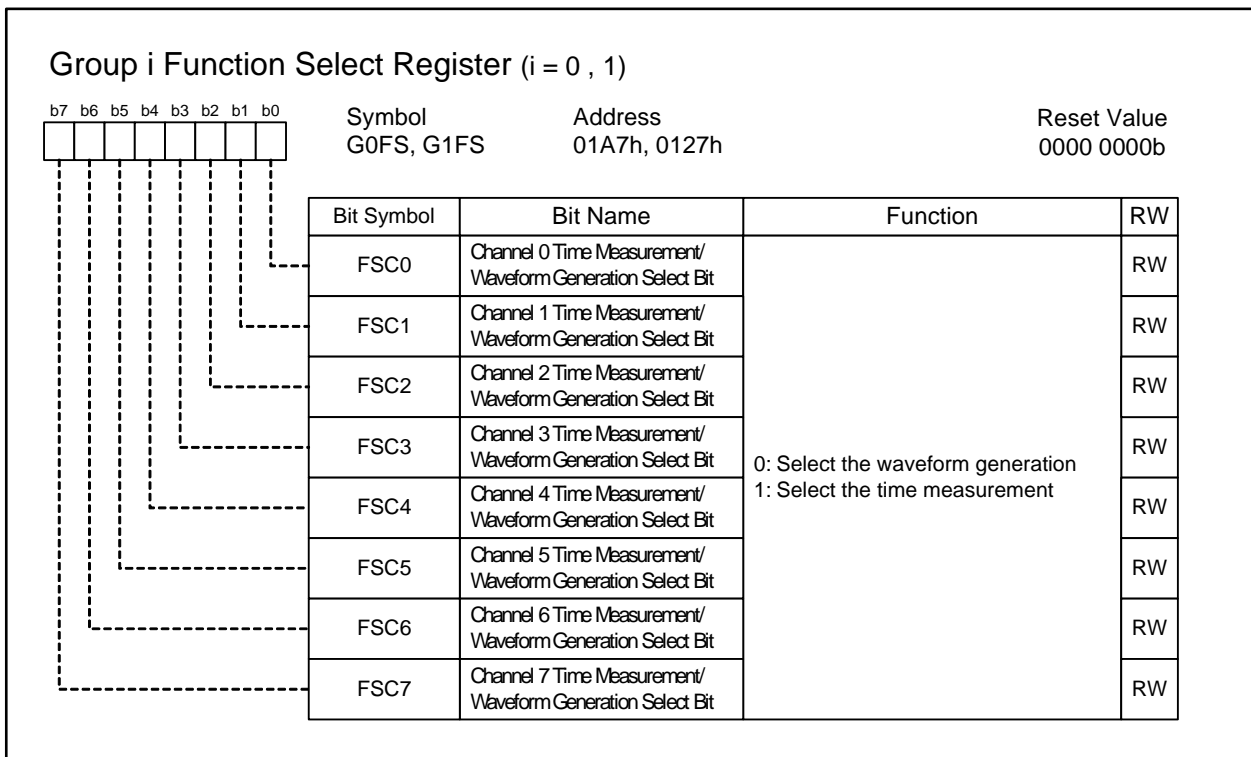 Group i Function Select Register (i = 0 , 1)
b7 b6 b5 b4 b3 b2 b1 b0
Symbol Address Reset Value
G0FS, G1FS 01A7h, 0127h 0000 0000b
Bit Symbol Bit Name Function RW
FSC0 Channel 0 Time Measurement/
Waveform Generation Select Bit RW
FSC1 Channel 1 Time Measurement/
Waveform Generation Select Bit RW
FSC2 Channel 2 Time Measurement/
Waveform Generation Select Bit RW
FSC3 Channel 3 Time Measurement/
Waveform Generation Select Bit RW
0: Select the waveform generation
1: Select the time measurement
FSC4 Channel 4 Time Measurement/
Waveform Generation Select Bit RW
FSC5 Channel 5 Time Measurement/
Waveform Generation Select Bit RW
FSC6 Channel 6 Time Measurement/
Waveform Generation Select Bit RW
FSC7 Channel 7 Time Measurement/
Waveform Generation Select Bit RW